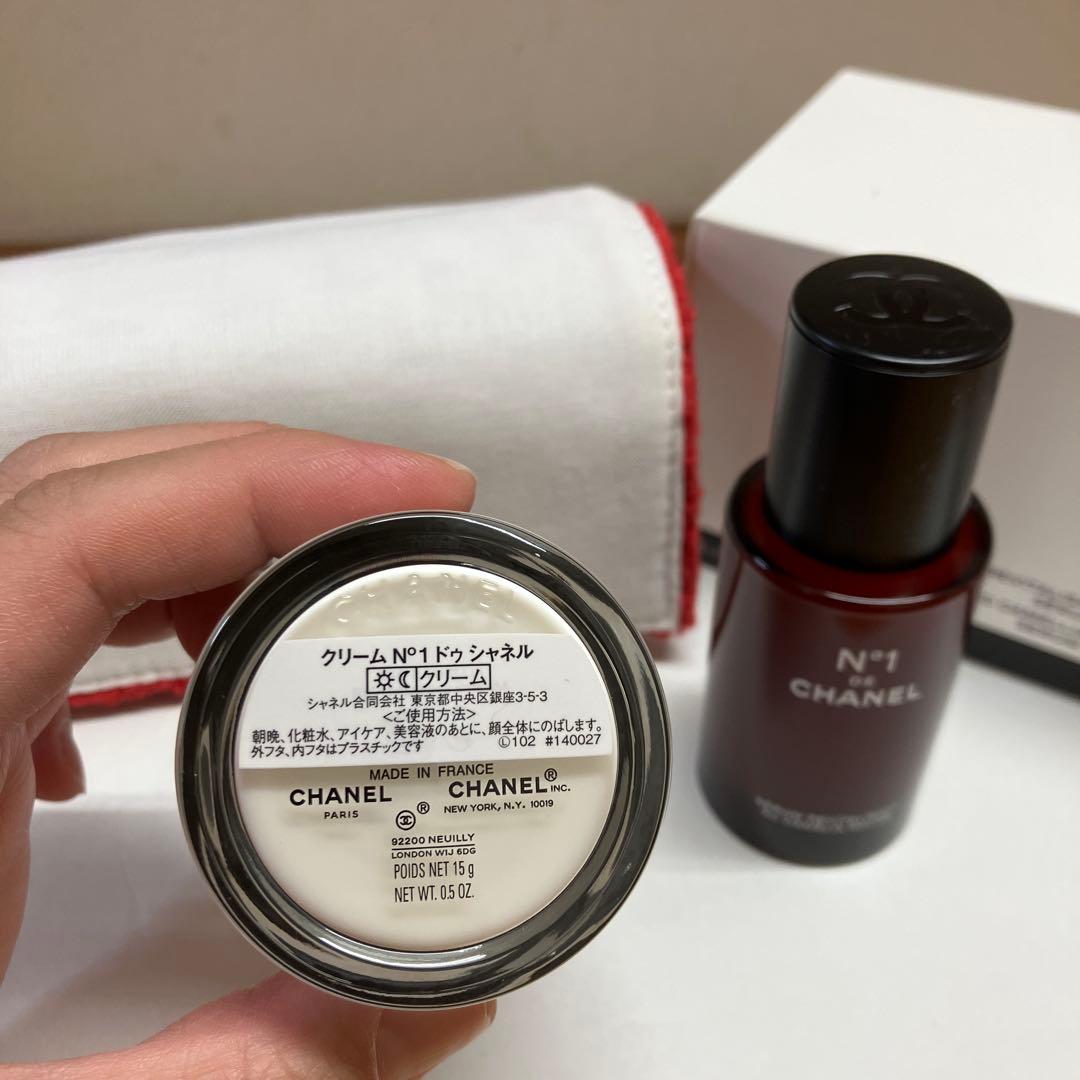 CHANEL
クリーム Nº1 ドゥ シャネル
クリーム
シャネル合同会社 東京都中央区銀座3-5-3
<ご使用方法>
朝晩、化粧水、アイケア、美容液のあとに、顔全体にのばします。
外フタ、内フタはプラスチックです Ⓛ102 #140027
MADE IN FRANCE
CHANEL
PARIS
®
CHANEL® INC.
NEW YORK, N.Y. 10019
92200 NEUILLY
LONDON W1J 6DG
POIDS NET 15 g
NET WT. 0.5 OZ.
Nº1
DE
CHANEL